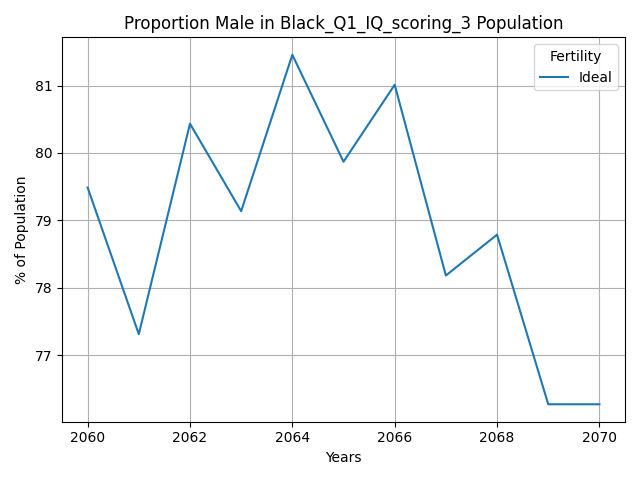 Proportion Male in Black_Q1_IQ_scoring_3 Population
Fertility
Ideal
% of Population
81
80
79
78
77
2060
2062
2064
2066
2068
2070
Years